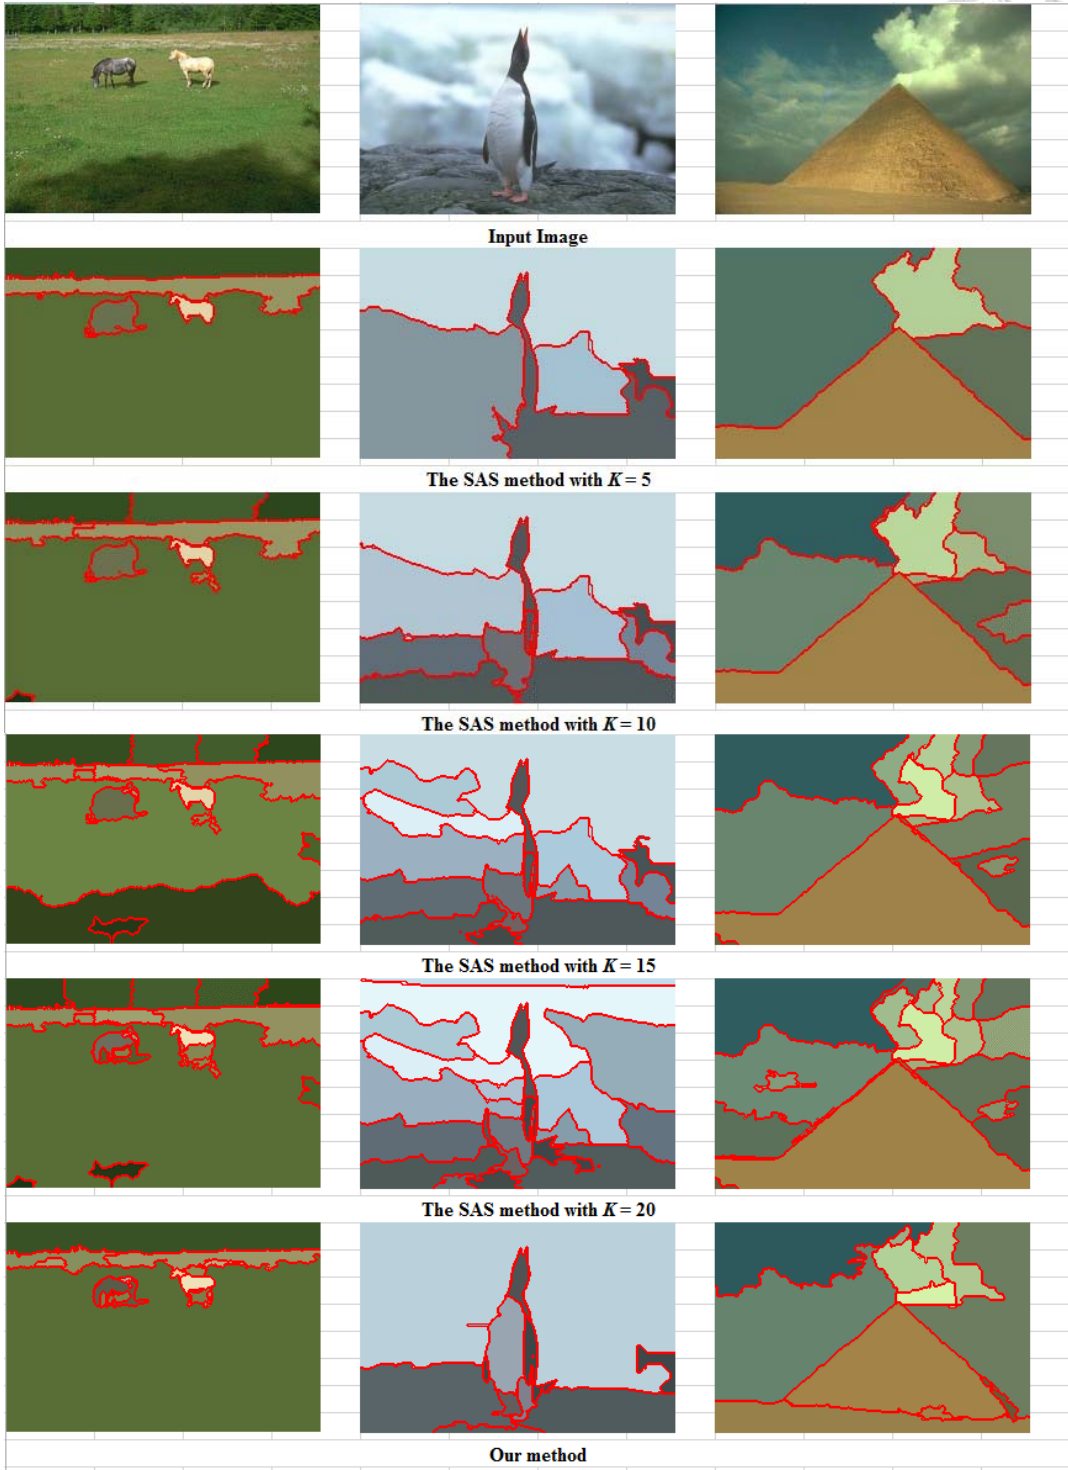 Input Image
The SAS method with K = 5
The SAS method with K = 10
The SAS method with K = 15
The SAS method with K = 20
Our method